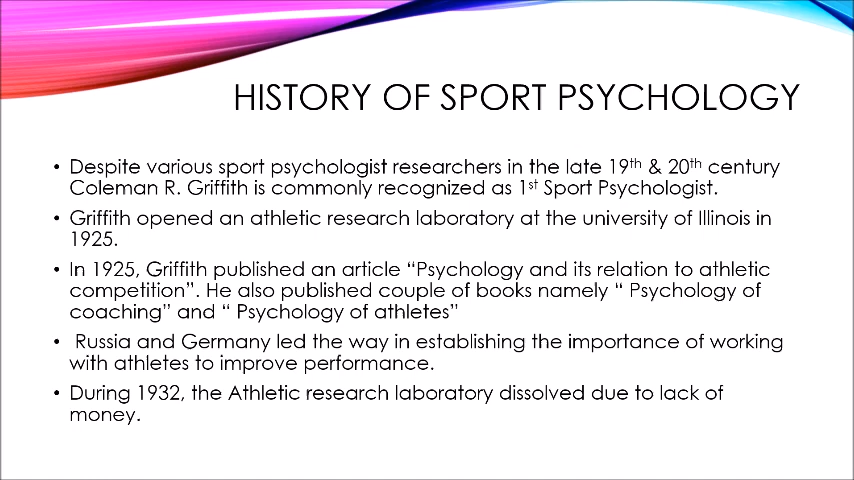 HISTORY OF SPORT PSYCHOLOGY
• Despite various sport psychologist researchers in the late 19th & 20th century
Coleman R. Griffith is commonly recognized as 1st Sport Psychologist.
• Griffith opened an athletic research laboratory at the university of Illinois in
1925.
• In 1925, Griffith published an article “Psychology and its relation to athletic
competition”. He also published couple of books namely “ Psychology of
coaching” and “ Psychology of athletes”
• Russia and Germany led the way in establishing the importance of working
with athletes to improve performance.
• During 1932, the Athletic research laboratory dissolved due to lack of
money.